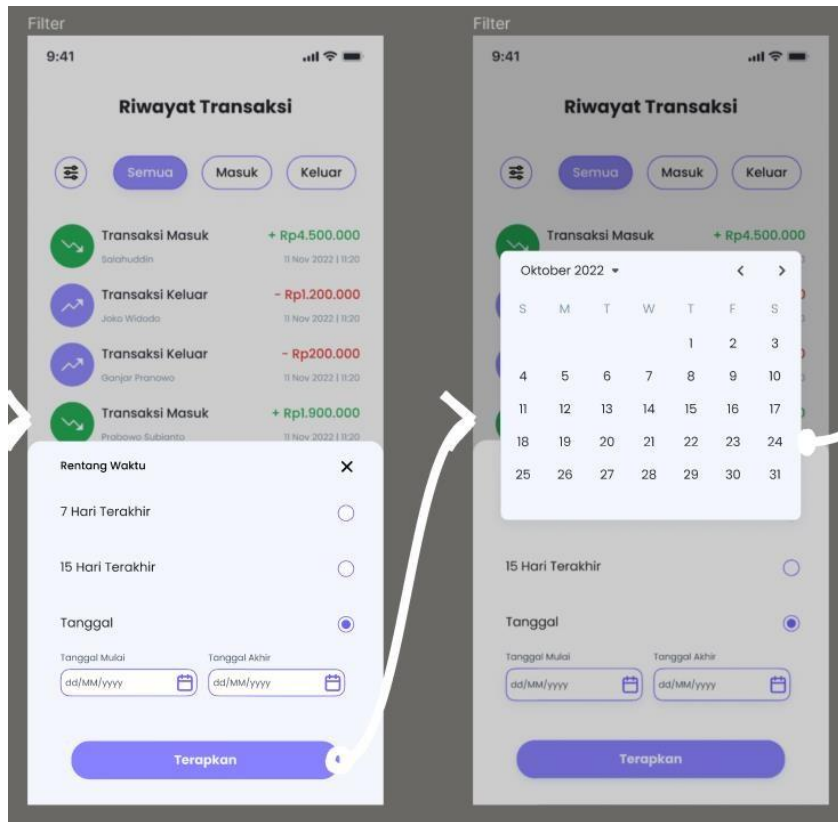 Filter
9:41
Riwayat Transaksi
Semua Masuk Keluar
Transaksi Masuk + Rp4.500.000
Salahuddin 11 Nov 2022 | 11:20
Transaksi Keluar - Rp1.200.000
Joko Widodo 11 Nov 2022 | 11:20
Transaksi Keluar - Rp200.000
Ganjar Pranowo 11 Nov 2022 | 11:20
Transaksi Masuk + Rp1.900.000
Prabowo Subianto 11 Nov 2022 | 11:20
Rentang Waktu
7 Hari Terakhir
15 Hari Terakhir
Tanggal
Tanggal Mulai Tanggal Akhir
dd/MM/yyyy dd/MM/yyyy
Terapkan
Filter
9:41
Riwayat Transaksi
Semua Masuk Keluar
Transaksi Masuk + Rp4.500.000
Oktober 2022
S M T W T F S
1 2 3
4 5 6 7 8 9 10
11 12 13 14 15 16 17
18 19 20 21 22 23 24
25 26 27 28 29 30 31
15 Hari Terakhir
Tanggal
Tanggal Mulai Tanggal Akhir
dd/MM/yyyy dd/MM/yyyy
Terapkan